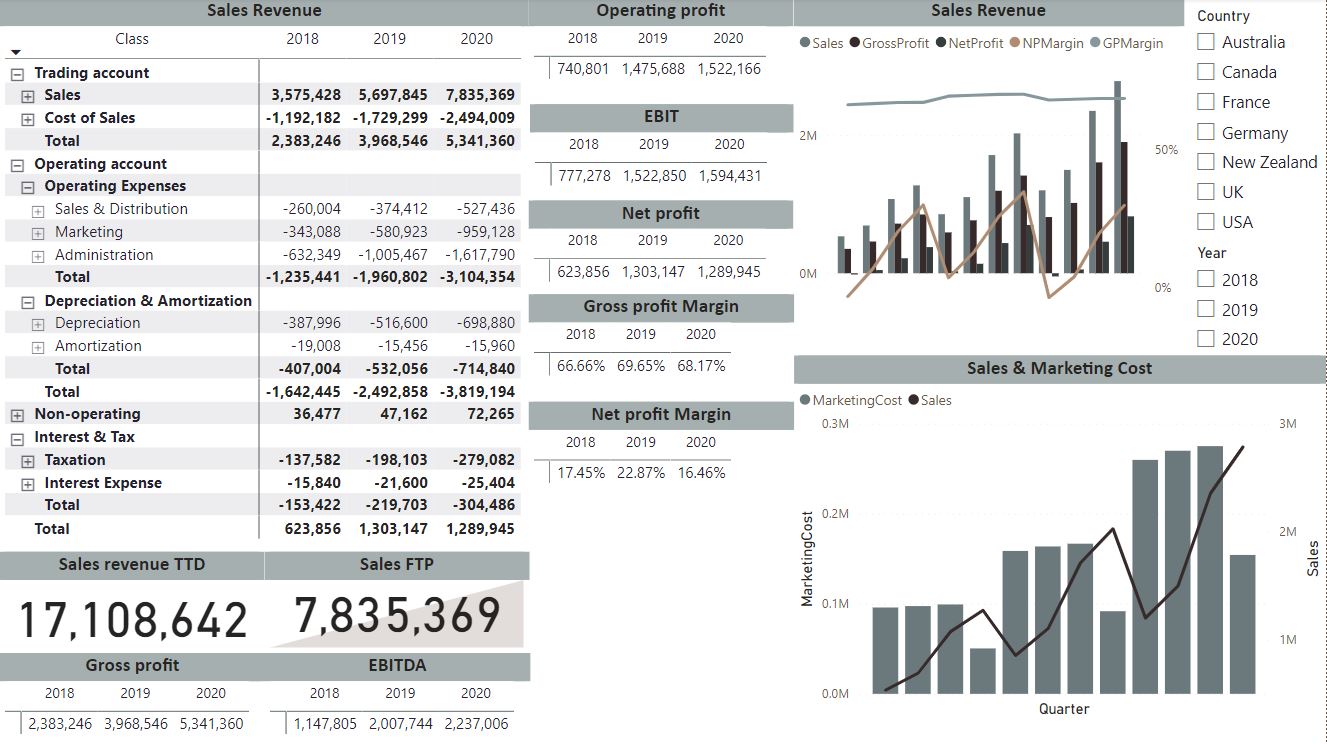 Sales Revenue
Class 2018 2019 2020
Trading account
Sales 3,575,428 5,697,845 7,835,369
Cost of Sales -1,192,182 -1,729,299 -2,494,009
Total 2,383,246 3,968,546 5,341,360
Operating account
Operating Expenses
Sales & Distribution -260,004 -374,412 -527,436
Marketing -343,088 -580,923 -959,128
Administration -632,349 -1,005,467 -1,617,790
Total -1,235,441 -1,960,802 -3,104,354
Depreciation & Amortization
Depreciation -387,996 -516,600 -698,880
Amortization -19,008 -15,456 -15,960
Total -407,004 -532,056 -714,840
Total -1,642,445 -2,492,858 -3,819,194
Non-operating 36,477 47,162 72,265
Interest & Tax
Taxation -137,582 -198,103 -279,082
Interest Expense -15,840 -21,600 -25,404
Total -153,422 -219,703 -304,486
Total 623,856 1,303,147 1,289,945
Sales revenue TTD
17,108,642
Sales FTP
7,835,369
Gross profit
2018 2019 2020
2,383,246 3,968,546 5,341,360
EBITDA
2018 2019 2020
1,147,805 2,007,744 2,237,006
Operating profit
2018 2019 2020
740,801 1,475,688 1,522,166
EBIT
2018 2019 2020
777,278 1,522,850 1,594,431
Net profit
2018 2019 2020
623,856 1,303,147 1,289,945
Gross profit Margin
2018 2019 2020
66.66% 69.65% 68.17%
Net profit Margin
2018 2019 2020
17.45% 22.87% 16.46%
Sales Revenue
Sales GrossProfit NetProfit NPMargin GPMargin
2M
50%
0M
0%
Country
Australia
Canada
France
Germany
New Zealand
UK
USA
Year
2018
2019
2020
Sales & Marketing Cost
MarketingCost Sales
0.3M 3M
0.2M 2M
0.1M 1M
0.0M
MarketingCost
Sales
Quarter